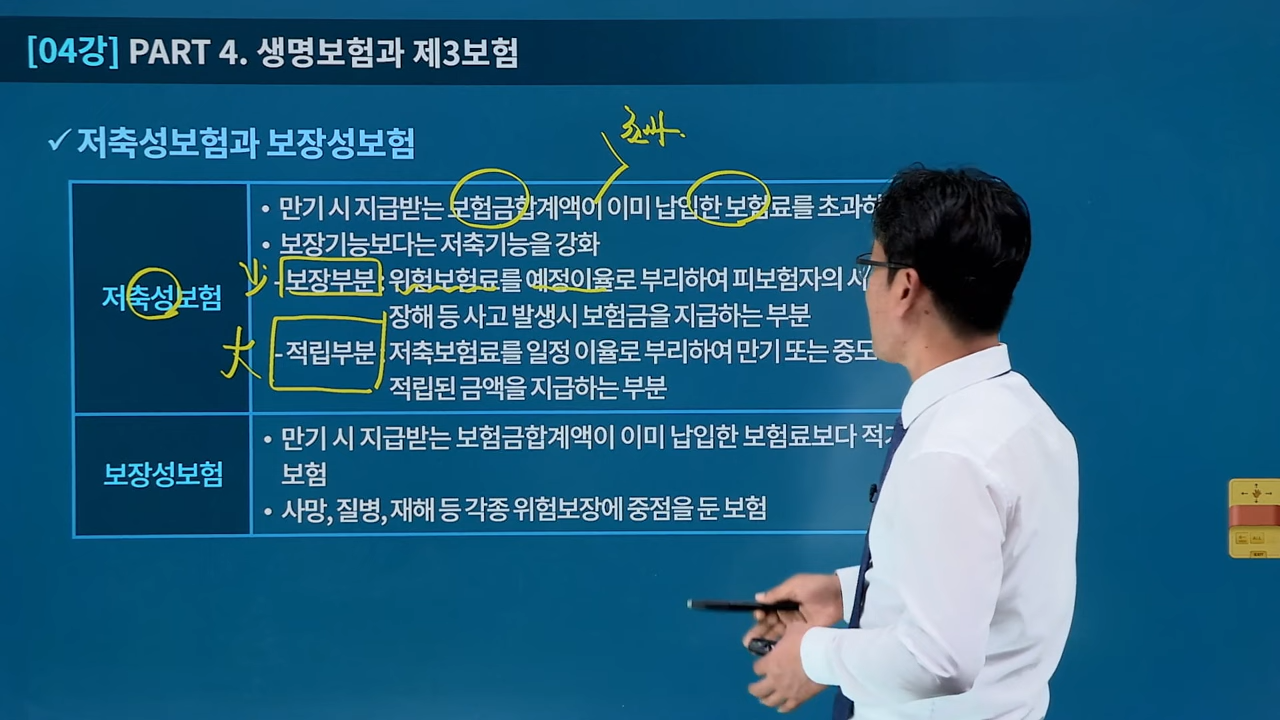 [04강] PART 4. 생명보험과 제3보험
초과.
✓ 저축성보험과 보장성보험
• 만기 시 지급받는 보험금합계액이 이미 납입한 보험료를 초과하
• 보장기능보다는 저축기능을 강화
小
- 보장부분 : 위험보험료를 예정이율로 부리하여 피보험자의
저축성보험
장해 등 사고 발생시 보험금을 지급하는 부분
大
- 적립부분 저축보험료를 일정 이율로 부리하여 만기 또는 중도
적립된 금액을 지급하는 부분
• 만기 시 지급받는 보험금합계액이 이미 납입한 보험료보다
보장성보험
보험
• 사망, 질병, 재해 등 각종 위험보장에 중점을 둔 보험